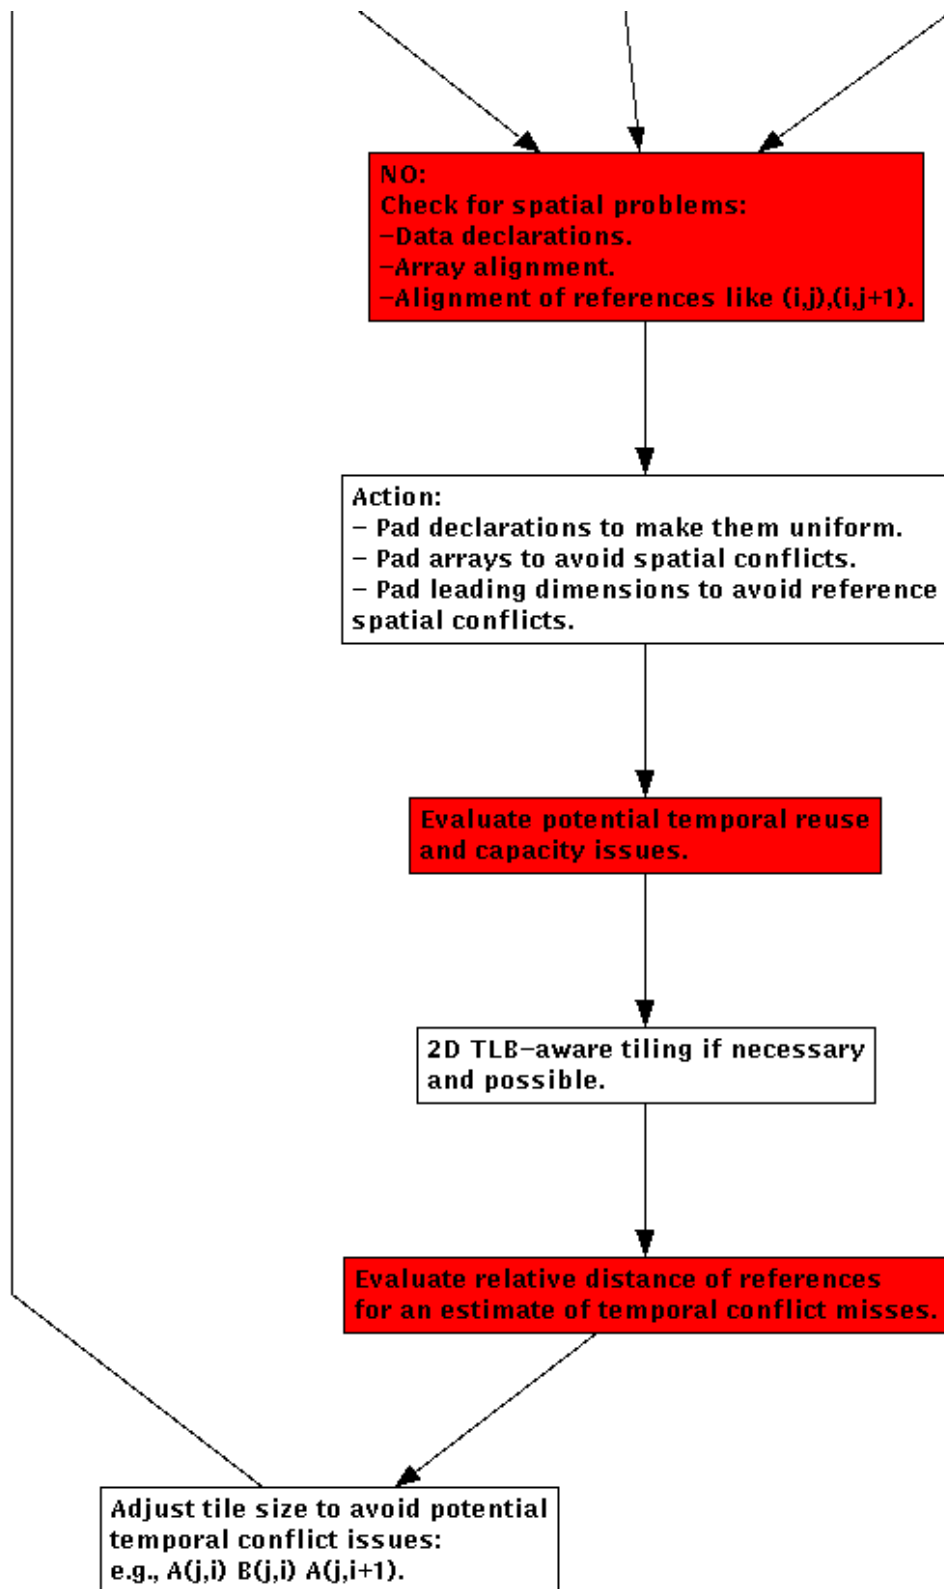 NO:
Check for spatial problems:
−Data declarations.
−Array alignment.
−Alignment of references like (i,j),(i,j+1).
Action:
− Pad declarations to make them uniform.
− Pad arrays to avoid spatial conflicts.
− Pad leading dimensions to avoid reference
spatial conflicts.
Evaluate potential temporal reuse
and capacity issues.
2D TLB−aware tiling if necessary
and possible.
Evaluate relative distance of references
for an estimate of temporal conflict misses.
Adjust tile size to avoid potential
temporal conflict issues:
e.g., A(j,i) B(j,i) A(j,i+1).